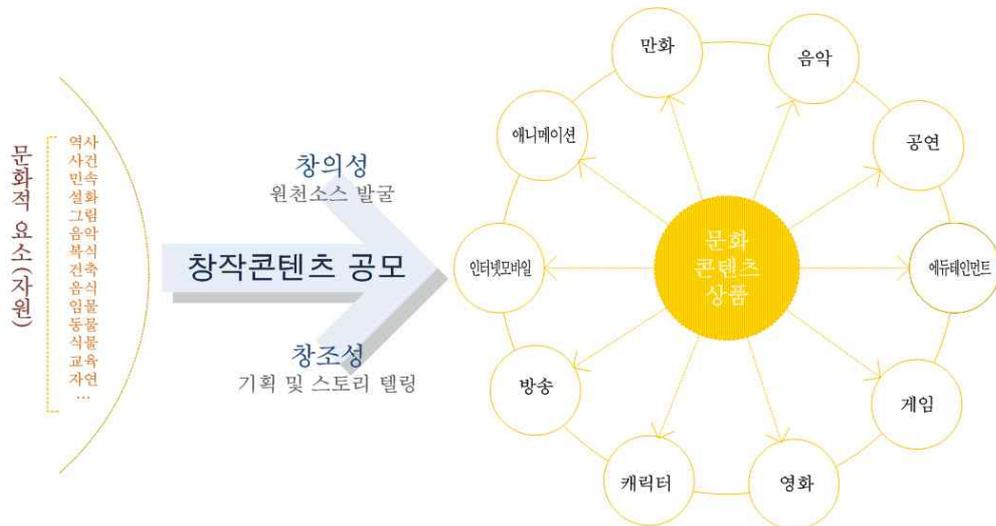 문화적 요소(자원)
역사
사건
민속
설화
그림
음악
복식
건축
음식
임물
동물
식물
교육
자연
...
창의성
원천소스 발굴
창작콘텐츠 공모
창조성
기획 및 스토리 텔링
문화
콘텐츠
상품
만화
음악
공연
에듀테인먼트
게임
영화
캐릭터
방송
인터넷모바일
애니메이션